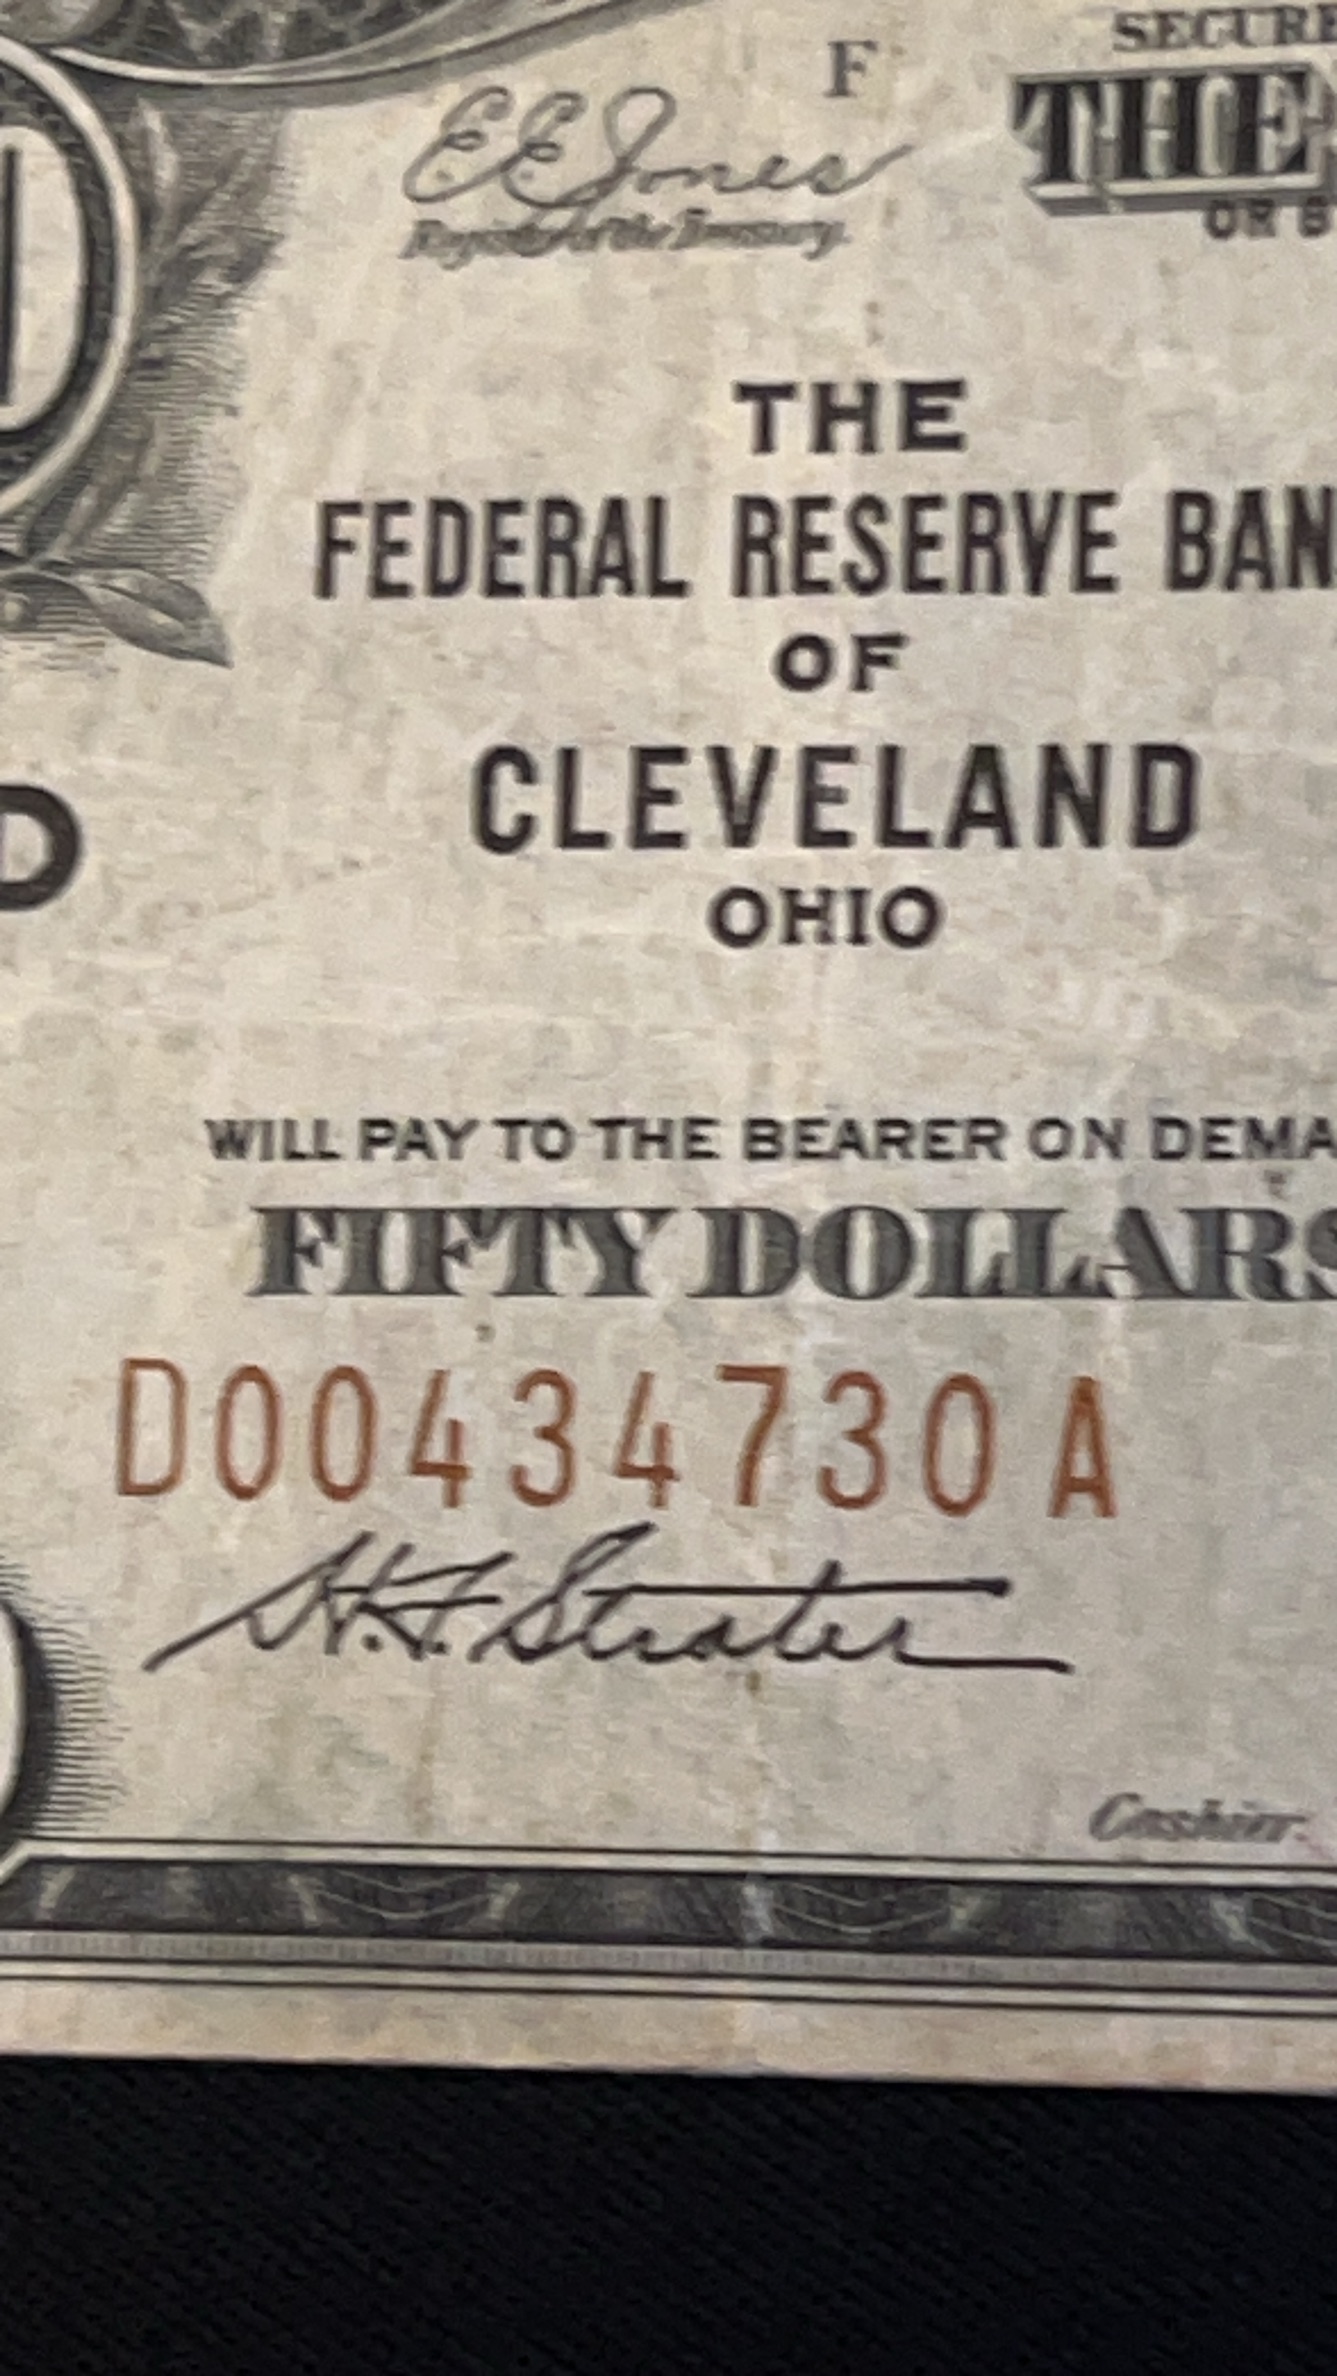 F
SECURE
E.E. Jones
Register of the Treasury.
THE
OR B
THE
FEDERAL RESERVE BAN
OF
CLEVELAND
D
OHIO
WILL PAY TO THE BEARER ON DEMA
FIFTY DOLLARS
D00434730A
H.F. Strater
Cashier.